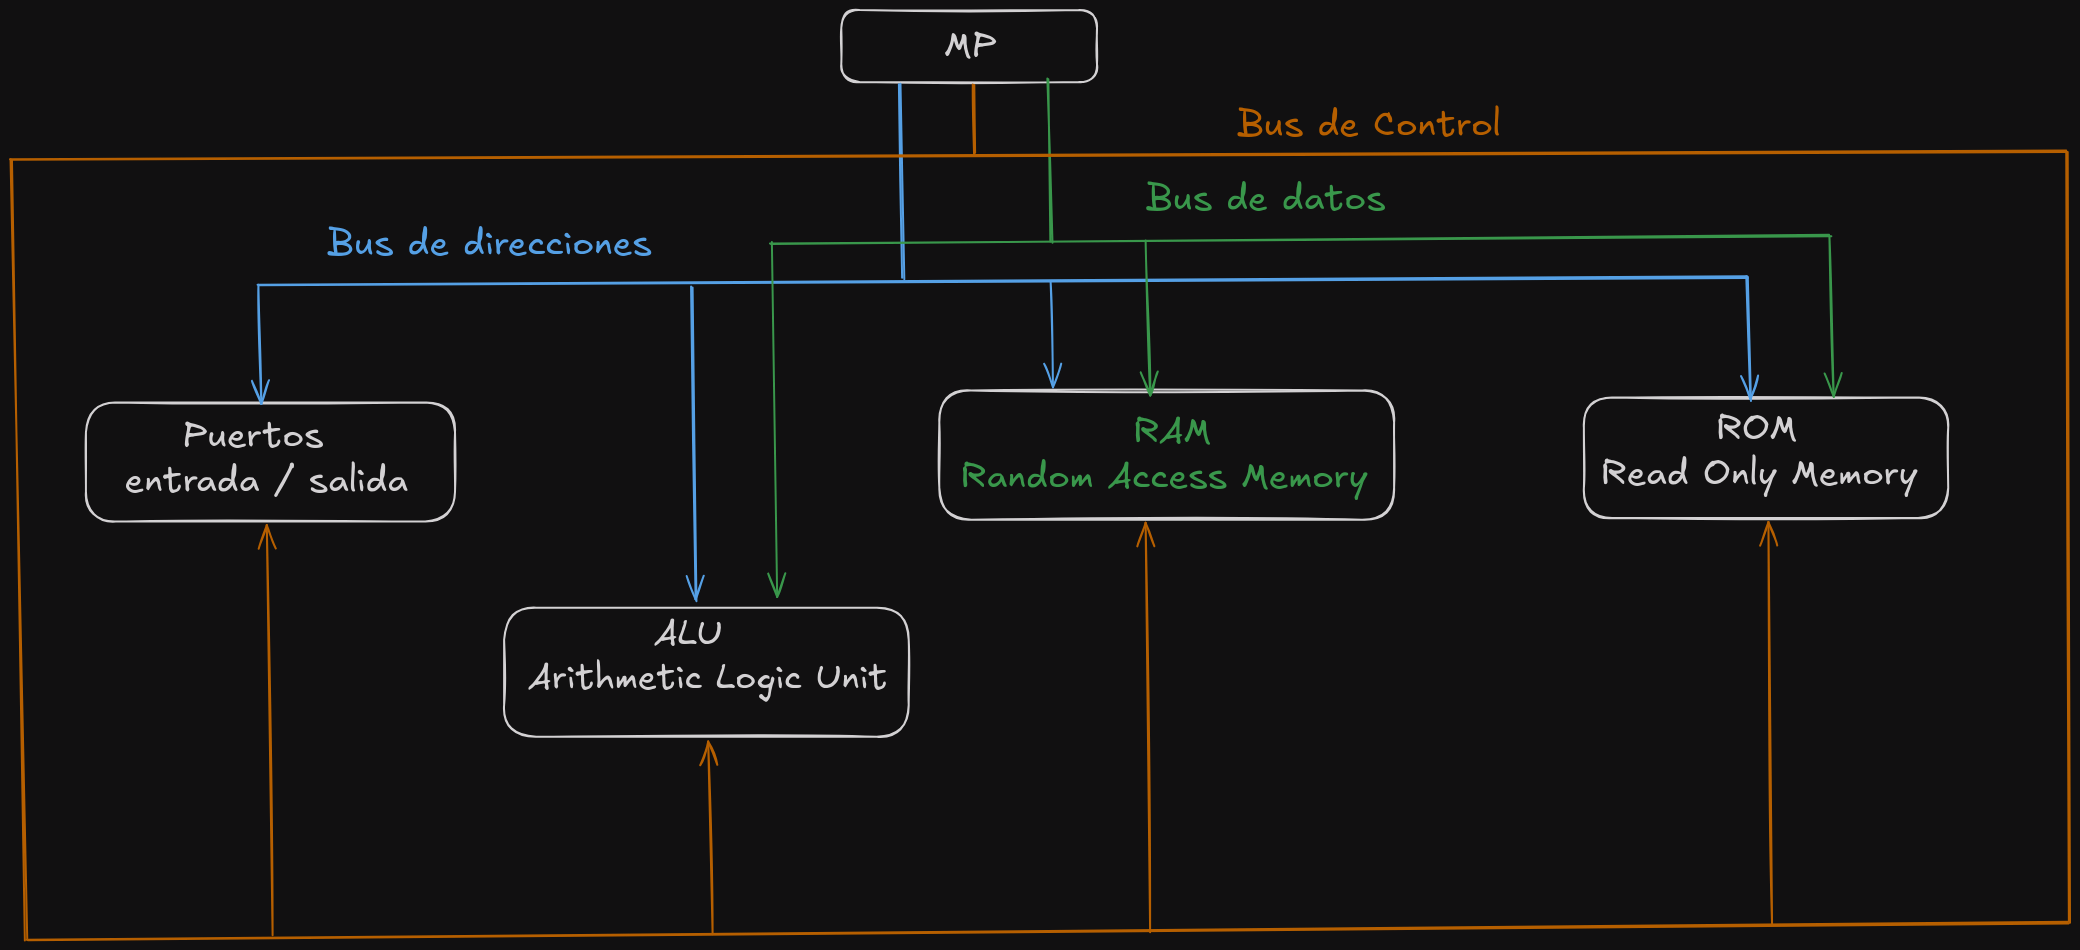 MP
Bus de Control
Bus de datos
Bus de direcciones
Puertos
entrada / salida
RAM
Random Access Memory
ROM
Read Only Memory
ALU
Arithmetic Logic Unit